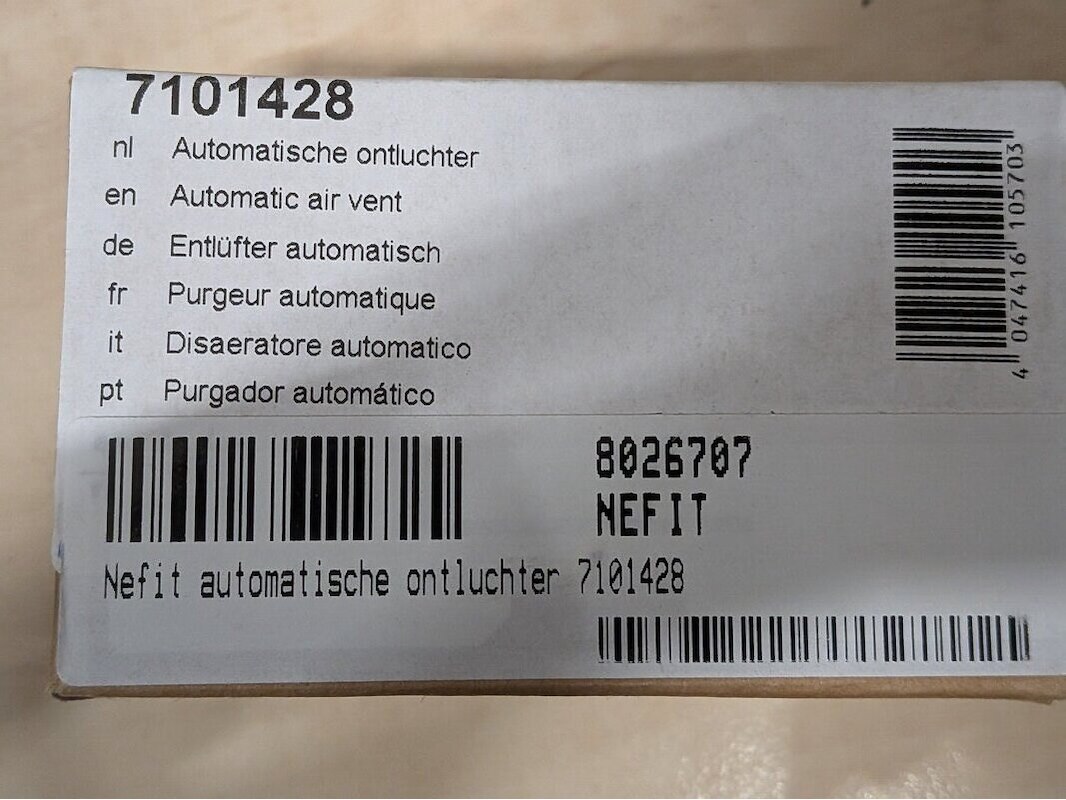 7101428
nl Automatische ontluchter
en Automatic air vent
de Entlüfter automatisch
fr Purgeur automatique
it Disaeratore automatico
pt Purgador automático
4 047416 105703
8026707
NEFIT
Nefit automatische ontluchter 7101428